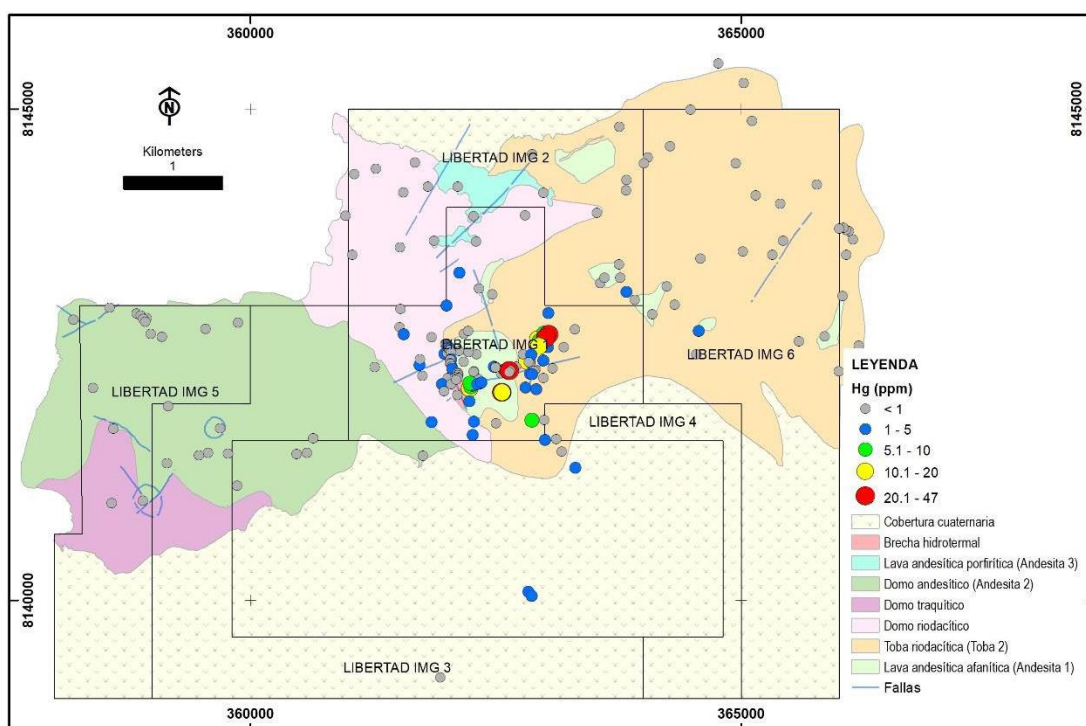 360000
365000
8145000
8145000
N
Kilometers
1
LIBERTAD IMG 2
LIBERTAD IMG 1
LIBERTAD IMG 6
LIBERTAD IMG 5
LIBERTAD IMG 4
LEYENDA
Hg (ppm)
< 1
1 - 5
5.1 - 10
10.1 - 20
20.1 - 47
Cobertura cuaternaria
Brecha hidrotermal
Lava andesítica porfirítica (Andesita 3)
Domo andesítico (Andesita 2)
Domo traquítico
Domo riodacítico
Toba riodacítica (Toba 2)
Lava andesítica afanítica (Andesita 1)
Fallas
8140000
8140000
LIBERTAD IMG 3
360000
365000